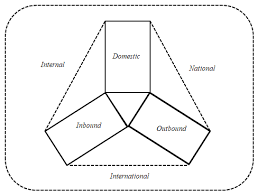 Domestic
Internal
National
Inbound
Outbound
International